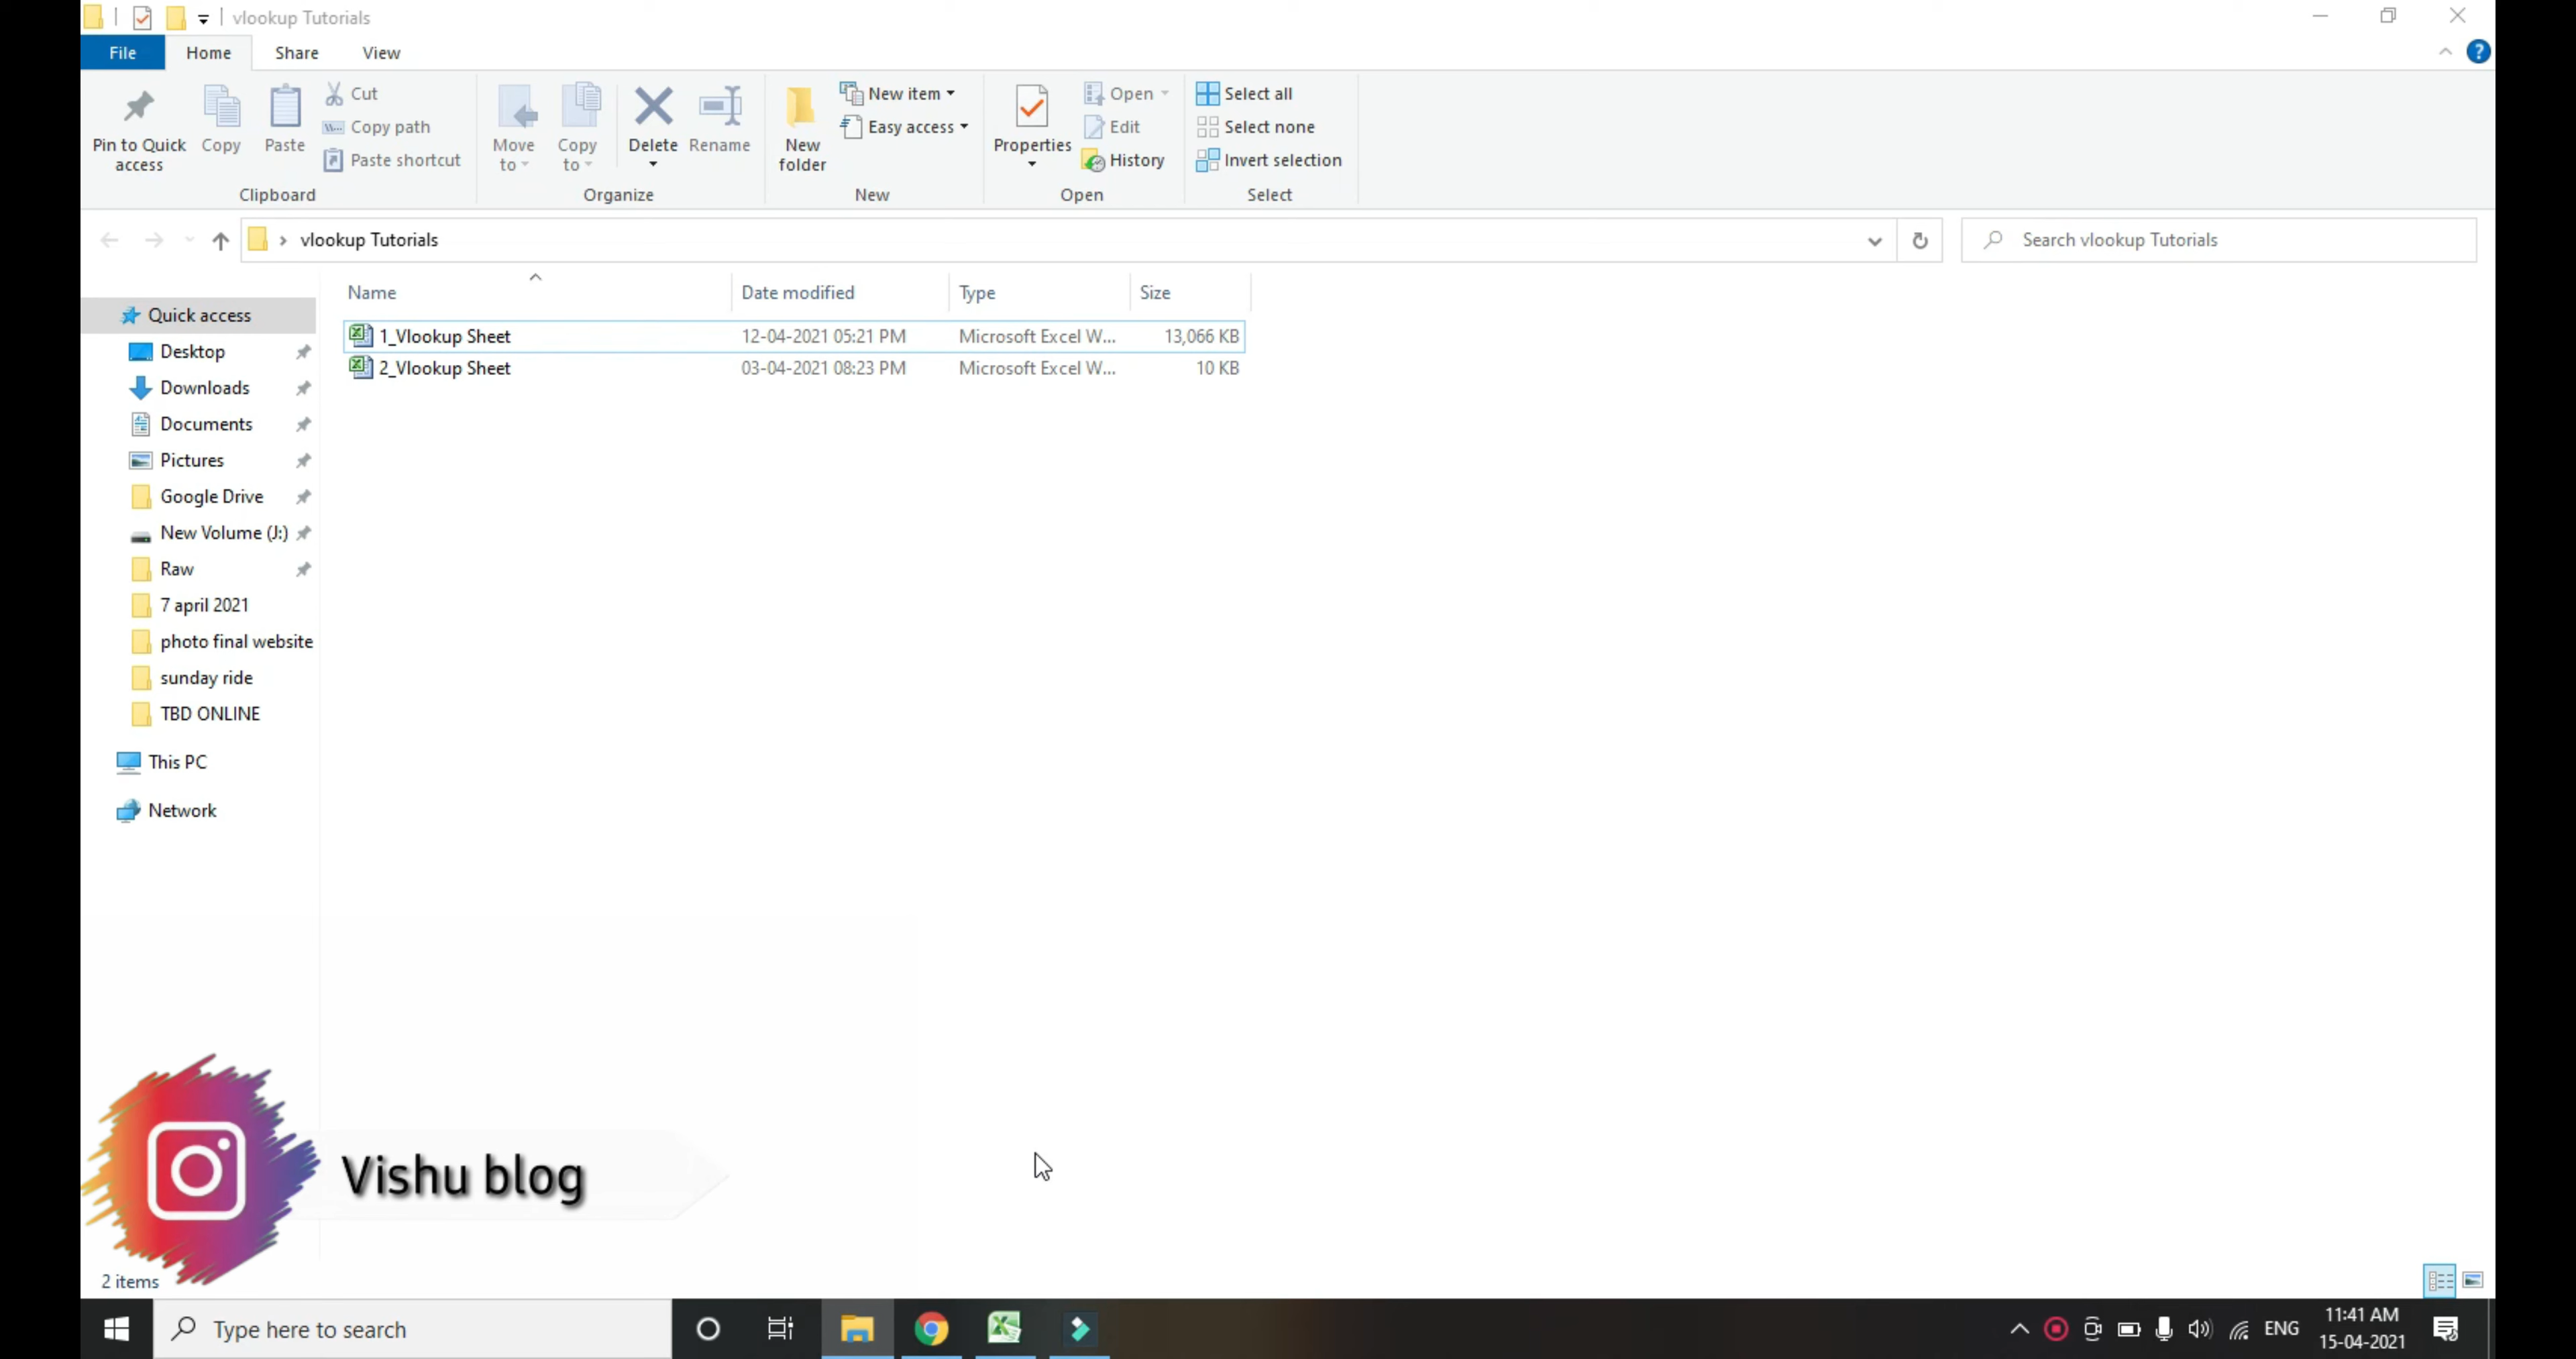 vlookup Tutorials
File Home Share View
Pin to Quick access
Copy
Paste
Cut
Copy path
Paste shortcut
Clipboard
Move to
Copy to
Delete
Rename
Organize
New folder
New item
Easy access
New
Properties
Open
Edit
History
Open
Select all
Select none
Invert selection
Select
vlookup Tutorials
Search vlookup Tutorials
Name Date modified Type Size
1_Vlookup Sheet 12-04-2021 05:21 PM Microsoft Excel W... 13,066 KB
2_Vlookup Sheet 03-04-2021 08:23 PM Microsoft Excel W... 10 KB
Quick access
Desktop
Downloads
Documents
Pictures
Google Drive
New Volume (J:)
Raw
7 april 2021
photo final website
sunday ride
TBD ONLINE
This PC
Network
Vishu blog
2 items
Type here to search
ENG
11:41 AM
15-04-2021